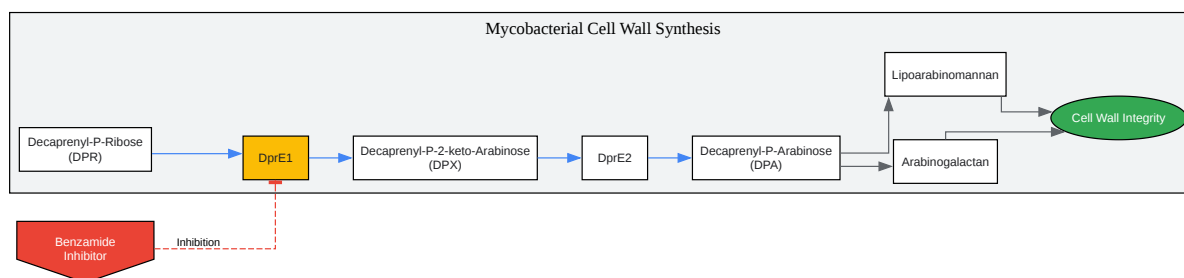 Mycobacterial Cell Wall Synthesis
Lipoarabinomannan
Cell Wall Integrity
Decaprenyl-P-Ribose
(DPR)
DprE1
Decaprenyl-P-2-keto-Arabinose
(DPX)
DprE2
Decaprenyl-P-Arabinose
(DPA)
Arabinogalactan
Benzamide
Inhibitor
Inhibition